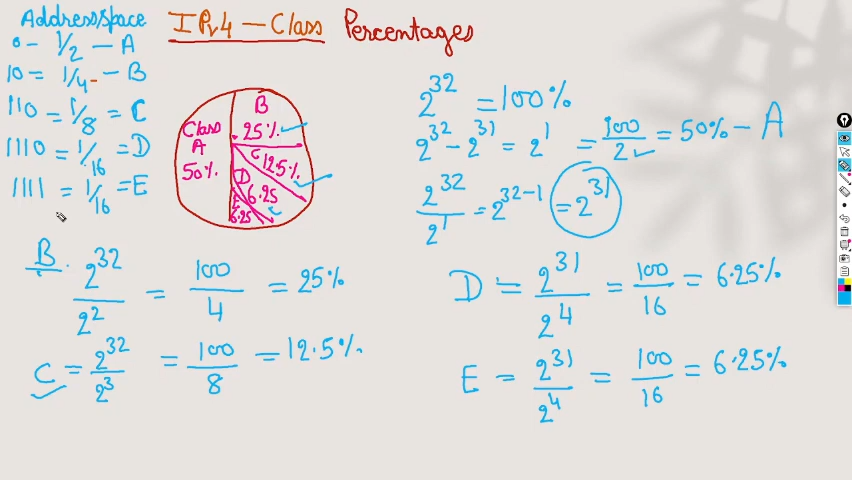 Address space
IPv4 - Class Percentages
0 - 1/2 - A
10 = 1/4 - - B
110 = 1/8 = C
1110 = 1/16 = D
1111 = 1/16 = E
Class A 50%
B 25%
C 12.5%
D 6.25
E 6.25
2^32 = 100%
2^32 - 2^31 = 2^1 = 100/2 = 50% - A
2^32/2^1 = 2^32-1 = 2^31
B. 2^32/2^2 = 100/4 = 25%
C = 2^32/2^3 = 100/8 = 12.5%
D = 2^31/2^4 = 100/16 = 6.25%
E = 2^31/2^4 = 100/16 = 6.25%